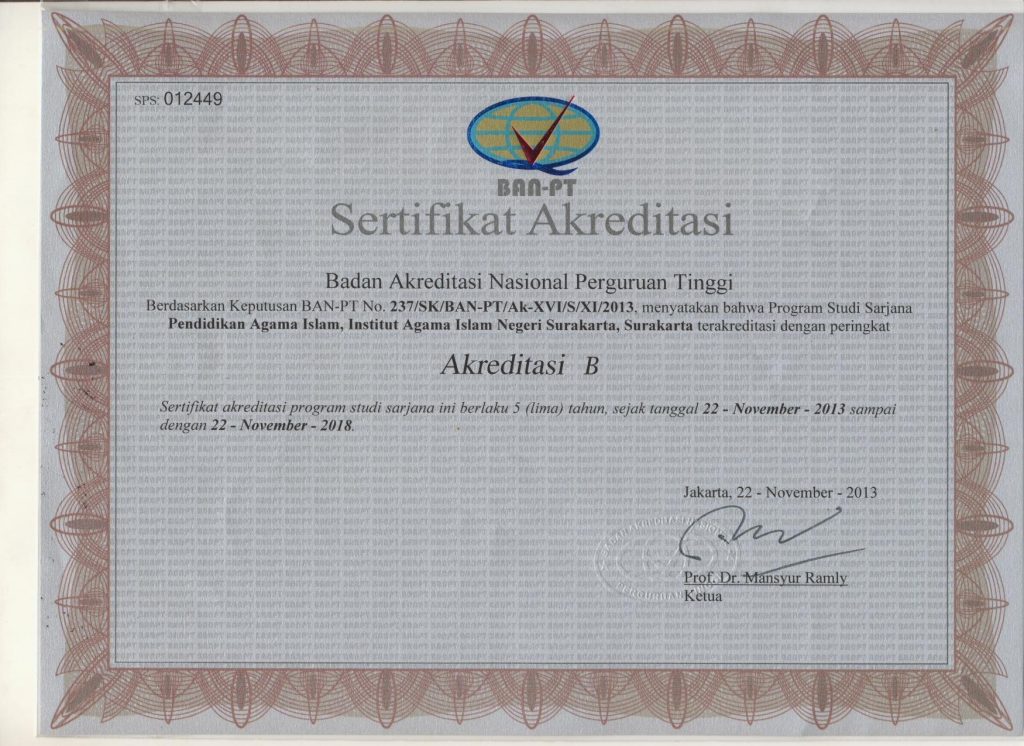 SPS: 012449
BAN-PT
Sertifikat Akreditasi
Badan Akreditasi Nasional Perguruan Tinggi
Berdasarkan Keputusan BAN-PT No. 237/SK/BAN-PT/Ak-XVI/S/XI/2013, menyatakan bahwa Program Studi Sarjana
Pendidikan Agama Islam, Institut Agama Islam Negeri Surakarta, Surakarta terakreditasi dengan peringkat
Akreditasi B
Sertifikat akreditasi program studi sarjana ini berlaku 5 (lima) tahun, sejak tanggal 22 - November - 2013 sampai
dengan 22 - November - 2018.
Jakarta, 22 - November - 2013
Prof. Dr. Mansyur Ramly
Ketua